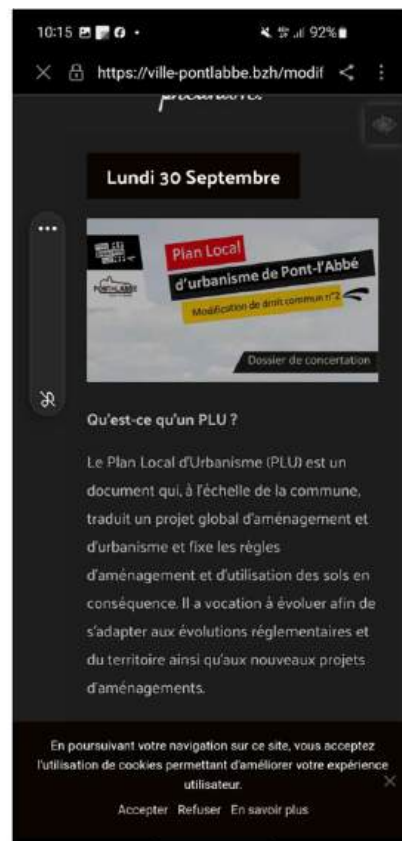 10:15
92%
https://ville-pontlabbe.bzh/modif
préalable.
Lundi 30 Septembre
Plan Local
d'urbanisme de Pont-l'Abbé
Modification de droit commun n°2
PONT-L'ABBÉ
Dossier de concertation
Qu'est-ce qu'un PLU ?
Le Plan Local d'Urbanisme (PLU) est un
document qui, à l'échelle de la commune,
traduit un projet global d'aménagement et
d'urbanisme et fixe les règles
d'aménagement et d'utilisation des sols en
conséquence. Il a vocation à évoluer afin de
s'adapter aux évolutions réglementaires et
du territoire ainsi qu'aux nouveaux projets
d'aménagements.
En poursuivant votre navigation sur ce site, vous acceptez
l'utilisation de cookies permettant d'améliorer votre expérience
utilisateur.
Accepter Refuser En savoir plus